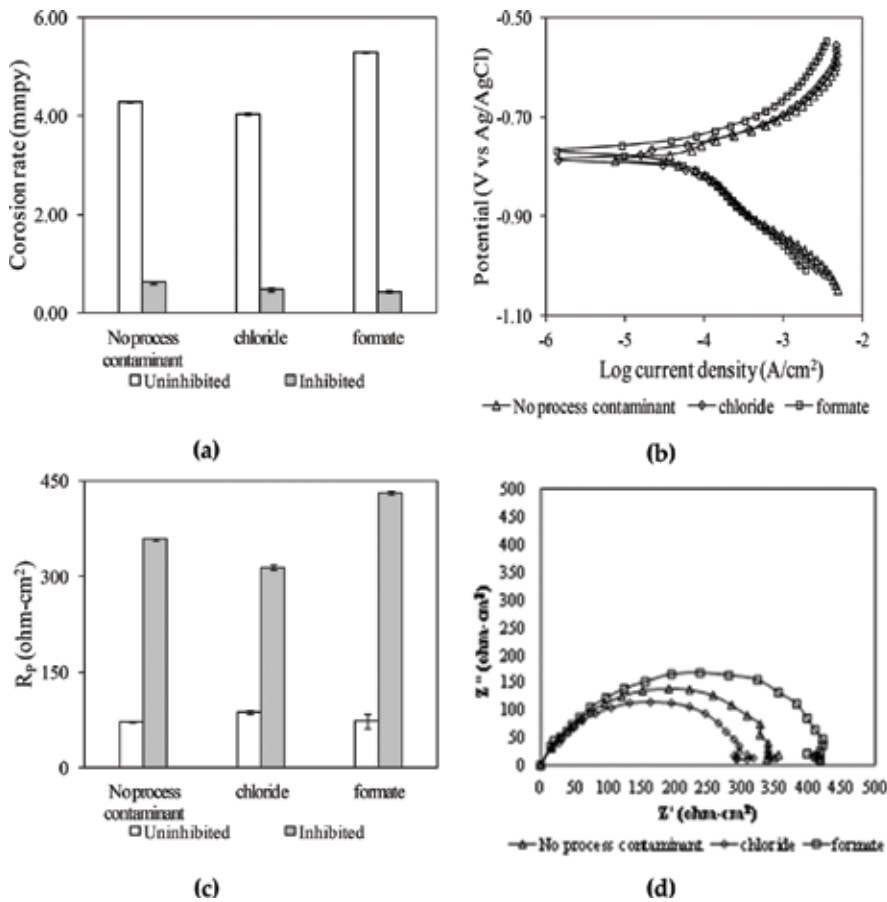 6.00
4.00
2.00
0.00
Corosion rate (mmpy)
No process contaminant
chloride
formate
Uninhibited
Inhibited
(a)
-0.50
-0.70
-0.90
-1.10
Potential (V vs Ag/AgCl)
-6 -5 -4 -3 -2
Log current density (A/cm²)
No process contaminant chloride formate
(b)
450
300
150
0
Rₚ (ohm-cm²)
No process contaminant
chloride
formate
Uninhibited
Inhibited
(c)
500
450
400
350
300
250
200
150
100
50
0
Z" (ohm-cm²)
0 50 100 150 200 250 300 350 400 450 500
Z' (ohm-cm²)
No process contaminant chloride formate
(d)